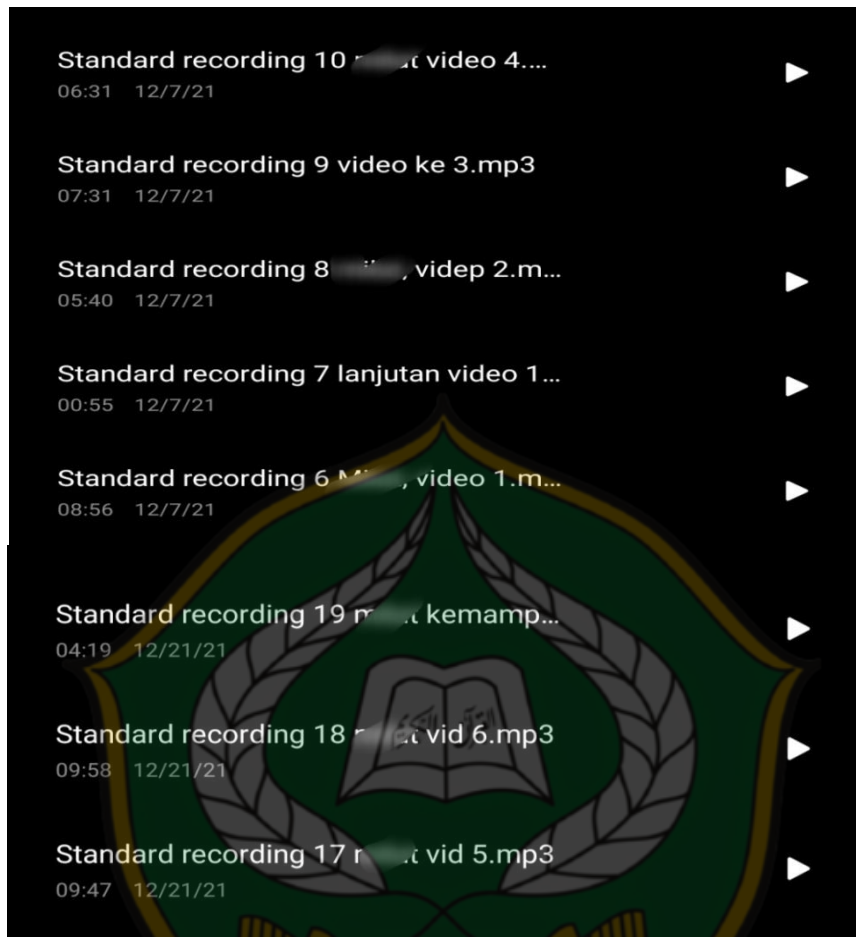 Standard recording 10 video 4....
06:31 12/7/21
Standard recording 9 video ke 3.mp3
07:31 12/7/21
Standard recording 8 , videp 2.m...
05:40 12/7/21
Standard recording 7 lanjutan video 1...
00:55 12/7/21
Standard recording 6 , video 1.m...
08:56 12/7/21
Standard recording 19 kemamp...
04:19 12/21/21
Standard recording 18 vid 6.mp3
09:58 12/21/21
Standard recording 17 vid 5.mp3
09:47 12/21/21